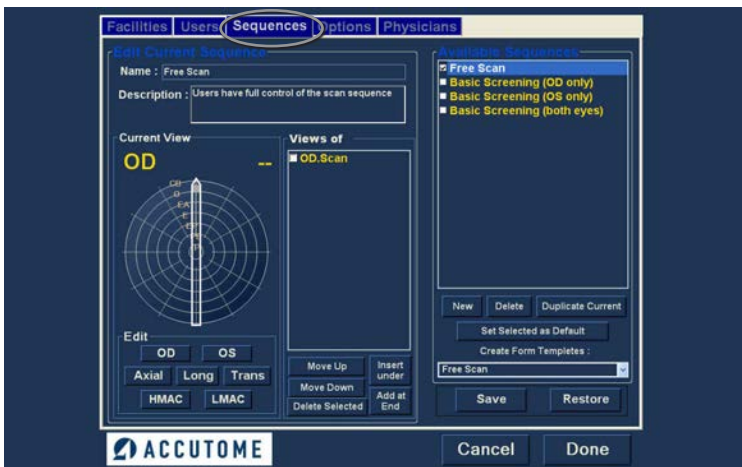 Facilities Users Sequences Options Physicians
Edit Current Sequence
Name : Free Scan
Description : Users have full control of the scan sequence
Current View
OD --
CB
O
EA
E
EP
P
Edit
OD OS
Axial Long Trans
HMAC LMAC
Views of
OD.Scan
Move Up Insert under
Move Down
Delete Selected Add at End
Available Sequences
Free Scan
Basic Screening (OD only)
Basic Screening (OS only)
Basic Screening (both eyes)
New Delete Duplicate Current
Set Selected as Default
Create Form Templetes :
Free Scan
Save Restore
ACCUTOME
Cancel Done